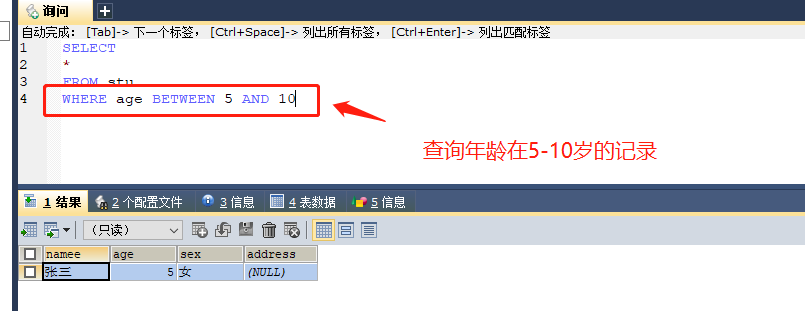 询问
自动完成: [Tab]-> 下一个标签, [Ctrl+Space]-> 列出所有标签, [Ctrl+Enter]-> 列出匹配标签
1 SELECT
2 *
3 FROM stu
4 WHERE age BETWEEN 5 AND 10
查询年龄在5-10岁的记录
1 结果 2 个配置文件 3 信息 4 表数据 5 信息
(只读)
namee age sex address
张三 5 女 (NULL)